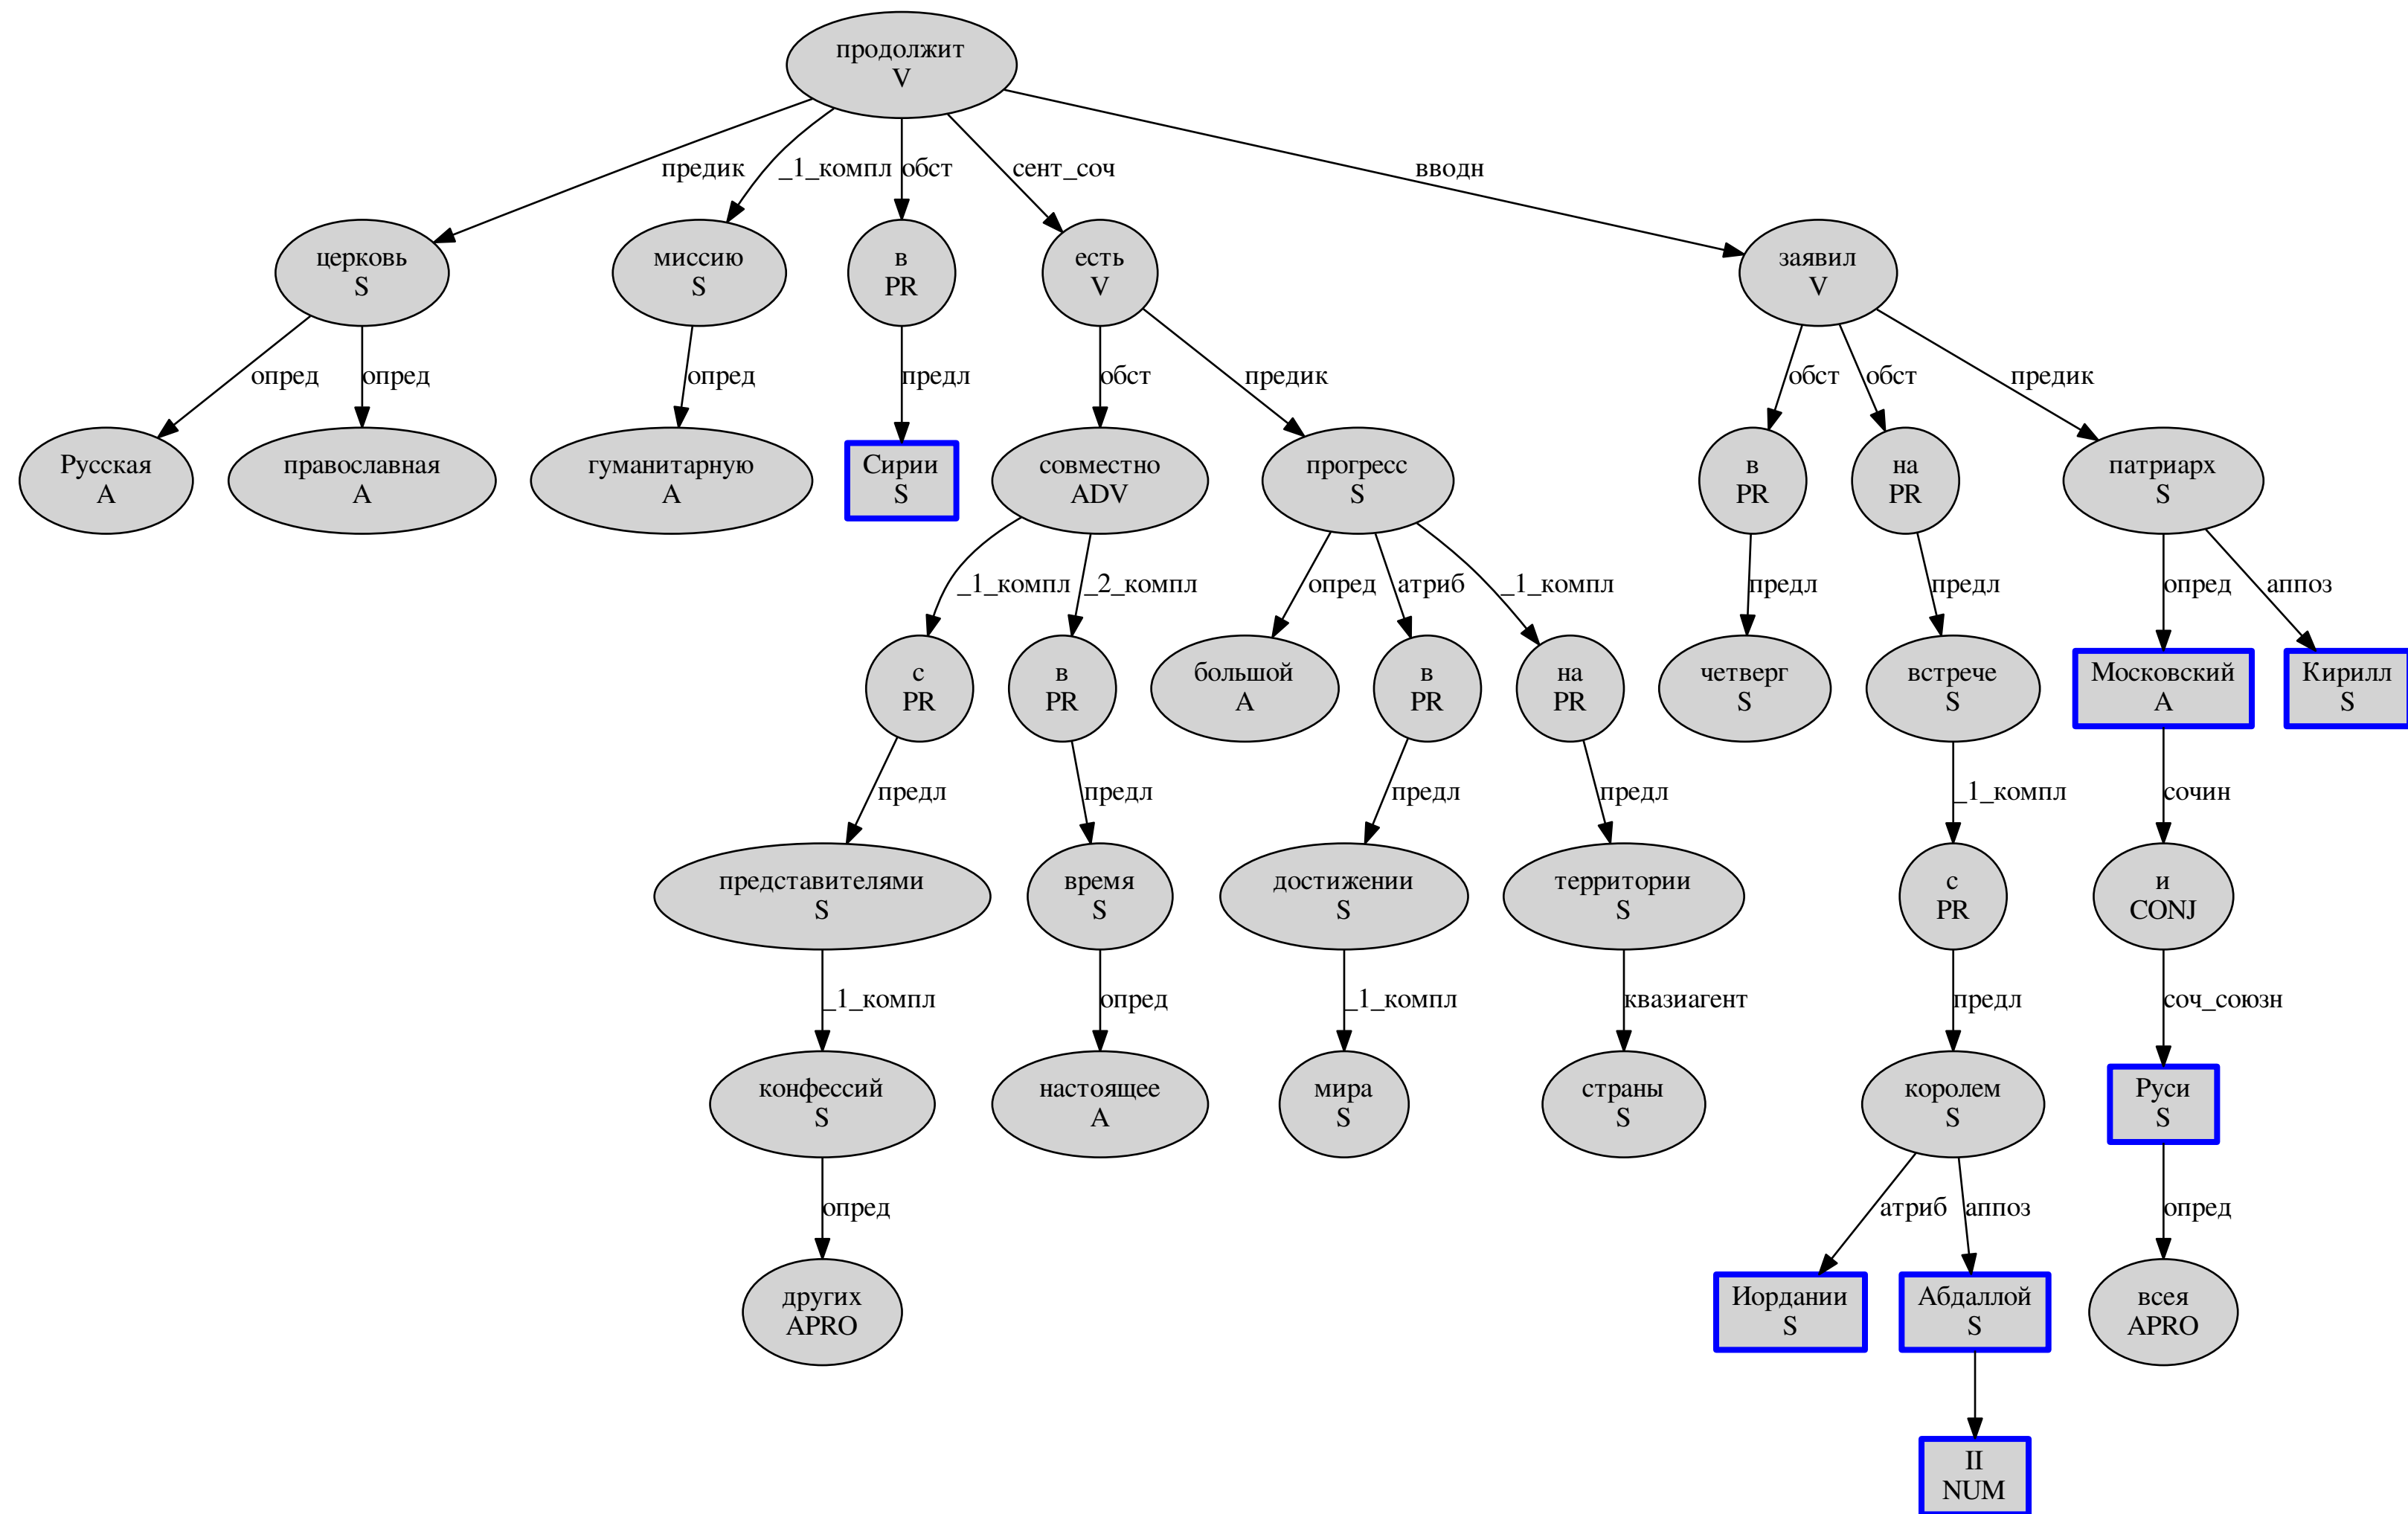 продолжит
V
предик
_1_компл
обст
сент_соч
вводн
церковь
S
миссию
S
в
PR
есть
V
заявил
V
опред
опред
опред
предл
обст
предик
обст
обст
предик
Русская
A
православная
A
гуманитарную
A
Сирии
S
совместно
ADV
прогресс
S
в
PR
на
PR
патриарх
S
_1_компл
_2_компл
опред
атриб
_1_компл
предл
предл
опред
аппоз
с
PR
в
PR
большой
A
в
PR
на
PR
четверг
S
встрече
S
Московский
A
Кирилл
S
предл
предл
предл
предл
_1_компл
сочин
представителями
S
время
S
достижении
S
территории
S
с
PR
и
CONJ
_1_компл
опред
_1_компл
квазиагент
предл
соч_союзн
конфессий
S
настоящее
A
мира
S
страны
S
королем
S
Руси
S
опред
атриб
аппоз
опред
других
APRO
Иордании
S
Абдаллой
S
всея
APRO
II
NUM